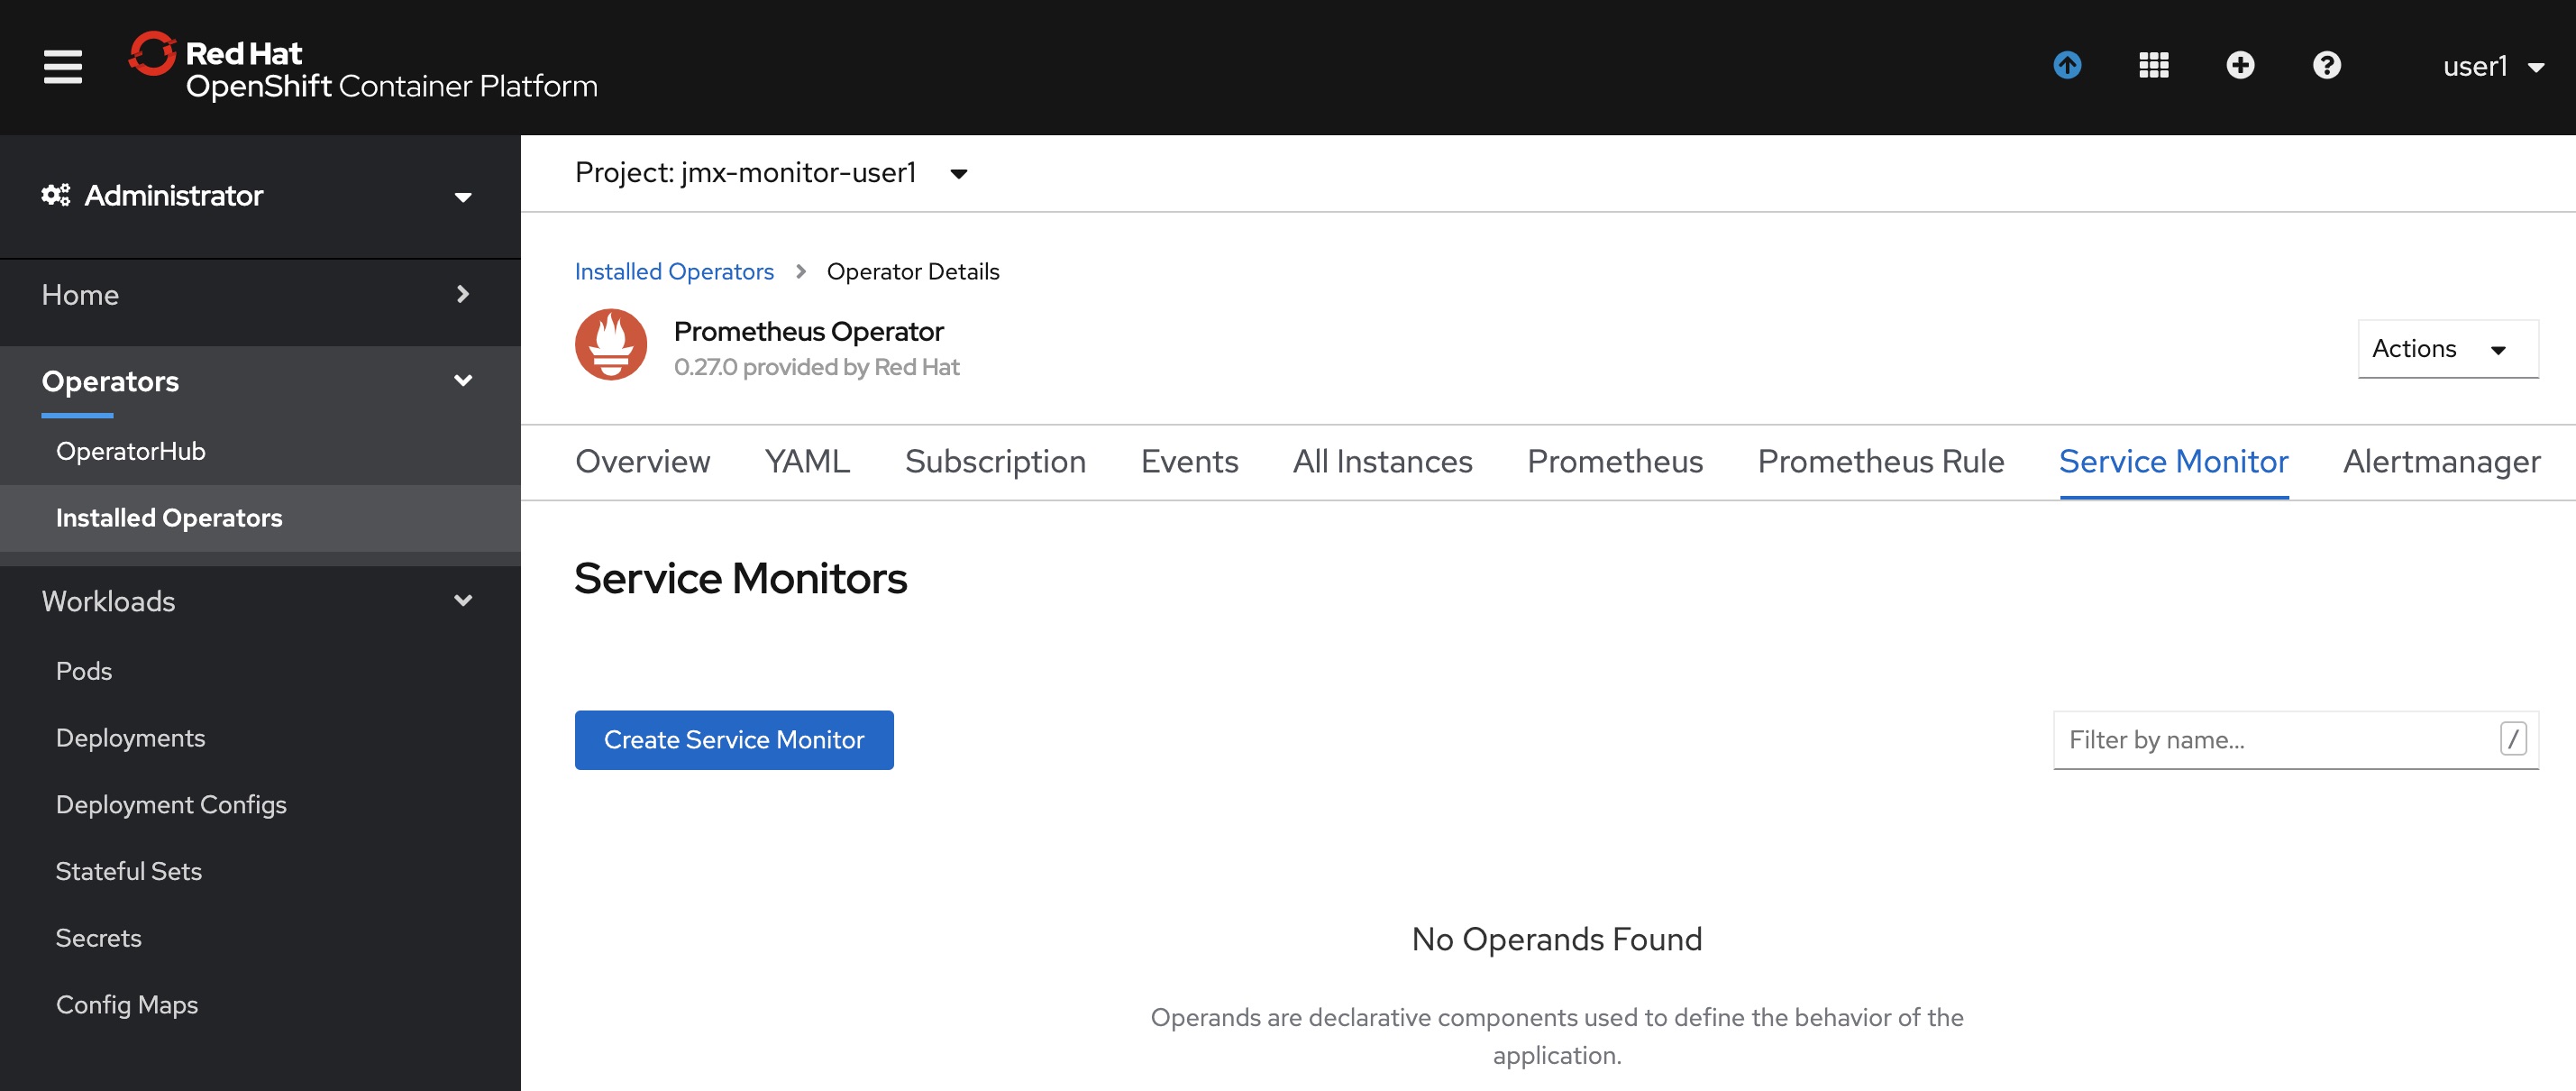 Red Hat
OpenShift Container Platform
user1
Administrator
Home
Operators
OperatorHub
Installed Operators
Workloads
Pods
Deployments
Deployment Configs
Stateful Sets
Secrets
Config Maps
Project: jmx-monitor-user1
Installed Operators > Operator Details
Prometheus Operator
0.27.0 provided by Red Hat
Actions
Overview YAML Subscription Events All Instances Prometheus Prometheus Rule Service Monitor Alertmanager
Service Monitors
Create Service Monitor
Filter by name... /
No Operands Found
Operands are declarative components used to define the behavior of the
application.